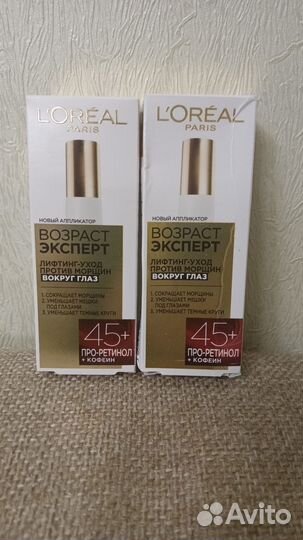 L'ORÉAL
PARIS
НОВЫЙ АППЛИКАТОР
ВОЗРАСТ
ЭКСПЕРТ
ЛИФТИНГ-УХОД
ПРОТИВ МОРЩИН
ВОКРУГ ГЛАЗ
1. СОКРАЩАЕТ МОРЩИНЫ
2. УМЕНЬШАЕТ МЕШКИ
ПОД ГЛАЗАМИ
3. УМЕНЬШАЕТ ТЕМНЫЕ КРУГИ
45+
ПРО-РЕТИНОЛ
+ КОФЕИН
L'ORÉAL
PARIS
НОВЫЙ АППЛИКАТОР
ВОЗРАСТ
ЭКСПЕРТ
ЛИФТИНГ-УХОД
ПРОТИВ МОРЩИН
ВОКРУГ ГЛАЗ
1. СОКРАЩАЕТ МОРЩИНЫ
2. УМЕНЬШАЕТ МЕШКИ
ПОД ГЛАЗАМИ
3. УМЕНЬШАЕТ ТЕМНЫЕ КРУГИ
45+
ПРО-РЕТИНОЛ
+ КОФЕИН
Avito